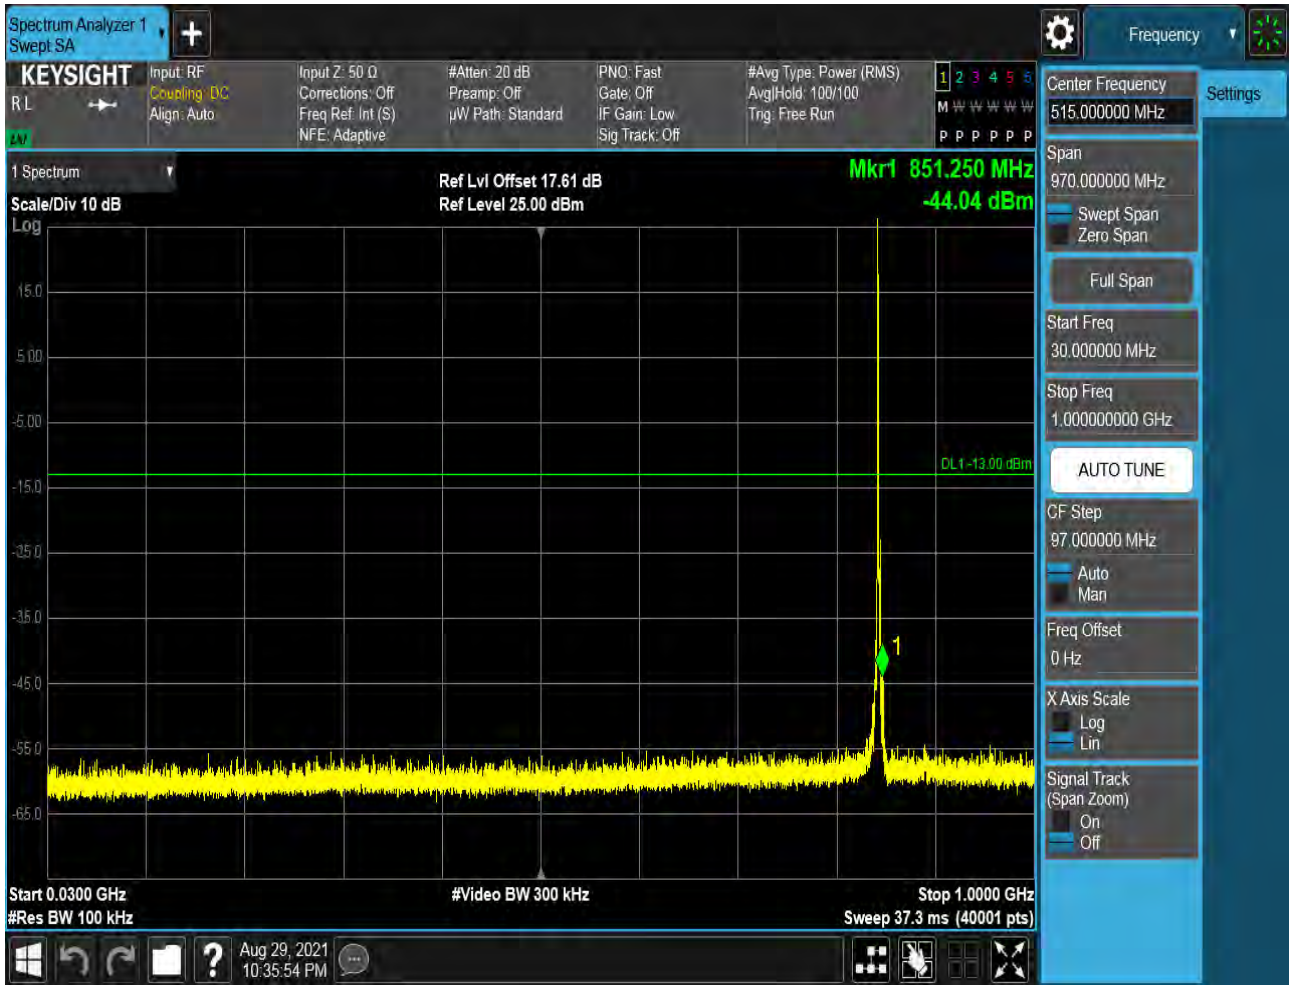 Spectrum Analyzer 1
Swept SA
Frequency
KEYSIGHT
R L
LNI
Input: RF
Coupling: DC
Align: Auto
Input Z: 50 Ω
Corrections: Off
Freq Ref: Int (S)
NFE: Adaptive
#Atten: 20 dB
Preamp: Off
µW Path: Standard
PNO: Fast
Gate: Off
IF Gain: Low
Sig Track: Off
#Avg Type: Power (RMS)
Avg|Hold: 100/100
Trig: Free Run
1 2 3 4 5 6
M W W W W W
P P P P P P
1 Spectrum
Scale/Div 10 dB
Log
Ref Lvl Offset 17.61 dB
Ref Level 25.00 dBm
Mkr1 851.250 MHz
-44.04 dBm
15.0
5.00
-5.00
-15.0
-25.0
-35.0
-45.0
-55.0
-65.0
DL1 -13.00 dBm
1
Start 0.0300 GHz
#Res BW 100 kHz
#Video BW 300 kHz
Stop 1.0000 GHz
Sweep 37.3 ms (40001 pts)
Center Frequency
515.000000 MHz
Settings
Span
970.000000 MHz
Swept Span
Zero Span
Full Span
Start Freq
30.000000 MHz
Stop Freq
1.000000000 GHz
AUTO TUNE
CF Step
97.000000 MHz
Auto
Man
Freq Offset
0 Hz
X Axis Scale
Log
Lin
Signal Track
(Span Zoom)
On
Off
?
Aug 29, 2021
10:35:54 PM